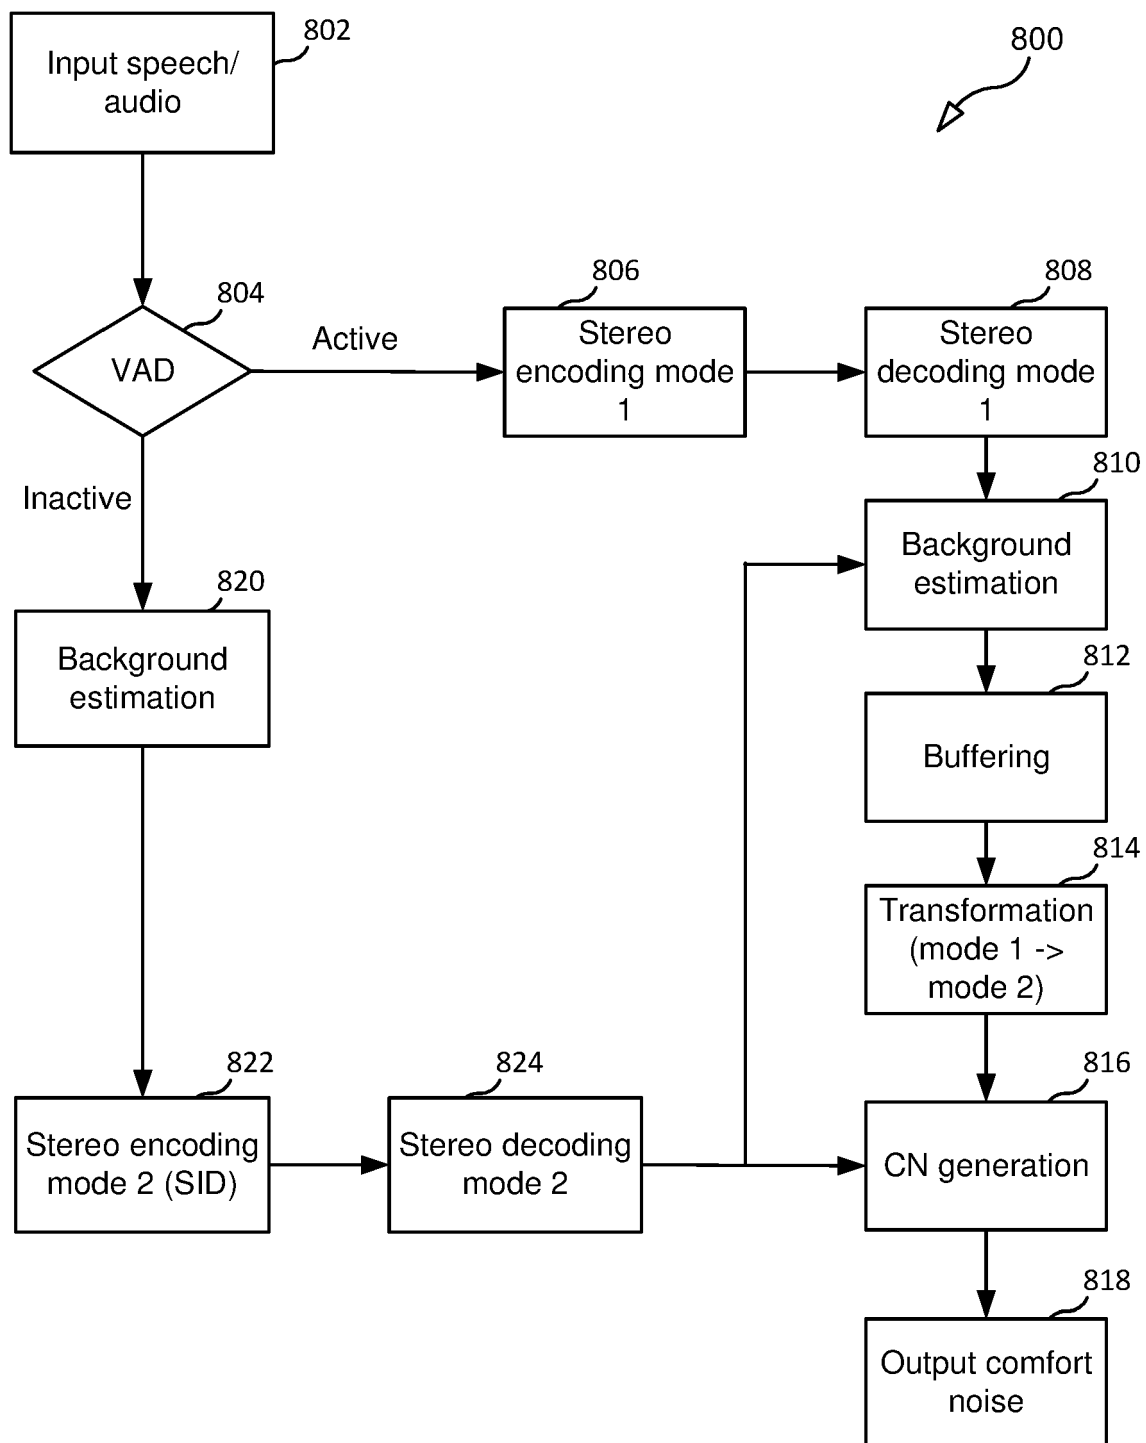 802
Input speech/
audio
800
804
VAD
Active
806
Stereo
encoding mode
1
808
Stereo
decoding mode
1
Inactive
810
Background
estimation
820
Background
estimation
812
Buffering
814
Transformation
(mode 1 ->
mode 2)
822
Stereo encoding
mode 2 (SID)
824
Stereo decoding
mode 2
816
CN generation
818
Output comfort
noise